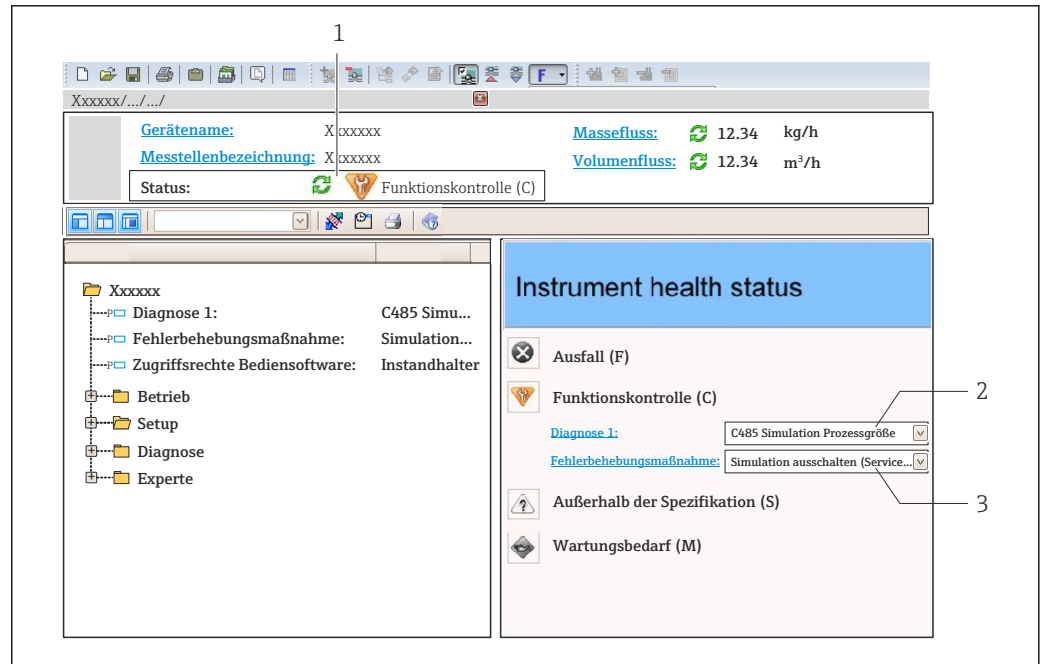 1
F
Xxxxxx/.../.../
Gerätename: Xxxxxxx Massefluss: 12.34 kg/h
Messtellenbezeichnung: Xxxxxxx Volumenfluss: 12.34 m³/h
Status: Funktionskontrolle (C)
Xxxxxx
P Diagnose 1: C485 Simu...
P Fehlerbehebungsmaßnahme: Simulation...
P Zugriffsrechte Bediensoftware: Instandhalter
Betrieb
Setup
Diagnose
Experte
Instrument health status
Ausfall (F)
Funktionskontrolle (C)
2
Diagnose 1: C485 Simulation Prozessgröße
Fehlerbehebungsmaßnahme: Simulation ausschalten (Service...
Außerhalb der Spezifikation (S)
3
Wartungsbedarf (M)